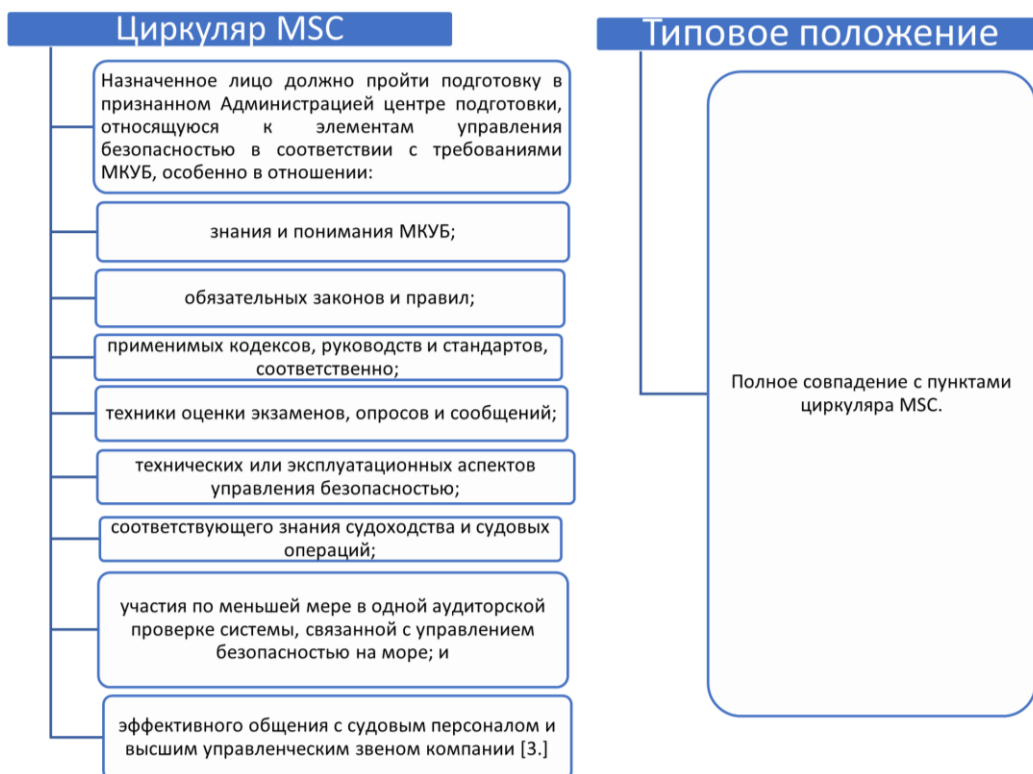 Циркуляр MSC
Назначенное лицо должно пройти подготовку в
признанном Администрацией центре подготовки,
относящуюся к элементам управления
безопасностью в соответствии с требованиями
МКУБ, особенно в отношении:
знания и понимания МКУБ;
обязательных законов и правил;
применимых кодексов, руководств и стандартов,
соответственно;
техники оценки экзаменов, опросов и сообщений;
технических или эксплуатационных аспектов
управления безопасностью;
соответствующего знания судоходства и судовых
операций;
участия по меньшей мере в одной аудиторской
проверке системы, связанной с управлением
безопасностью на море; и
эффективного общения с судовым персоналом и
высшим управленческим звеном компании [3.]
Типовое положение
Полное совпадение с пунктами
циркуляра MSC.